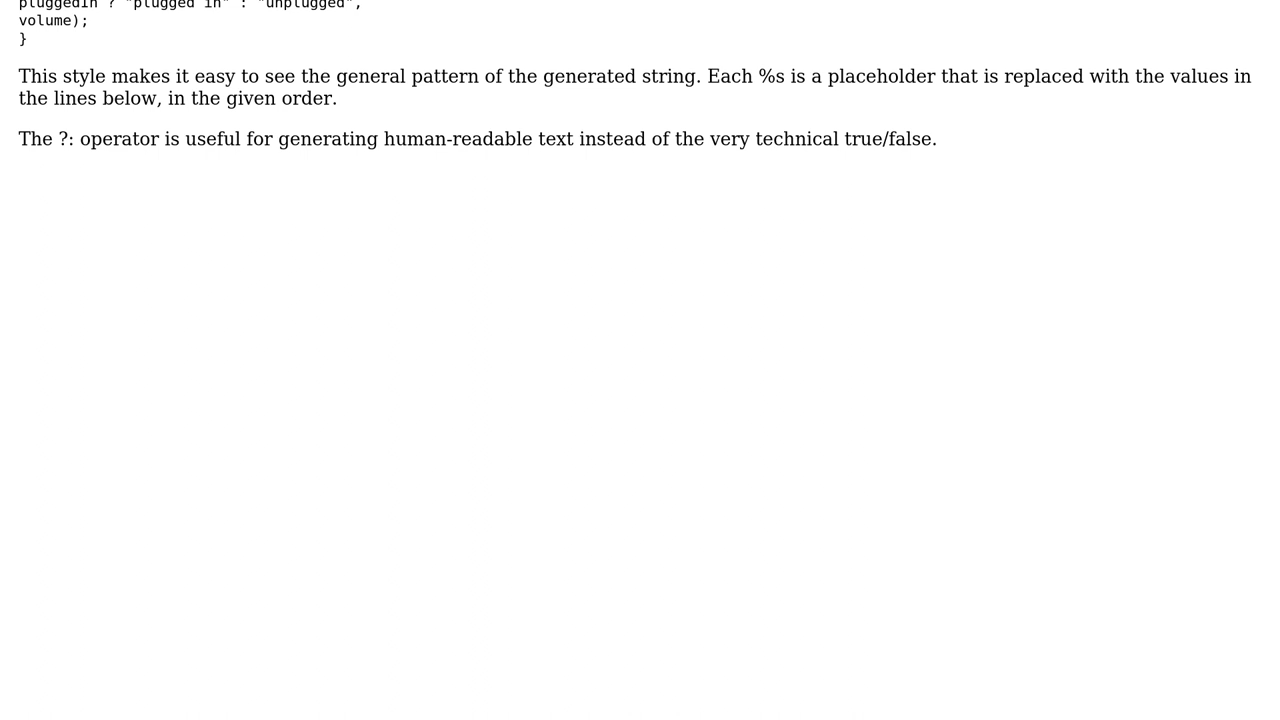 pluggedIn ? "plugged in" : "unplugged",
volume);
}
This style makes it easy to see the general pattern of the generated string. Each %s is a placeholder that is replaced with the values in
the lines below, in the given order.
The ?: operator is useful for generating human-readable text instead of the very technical true/false.